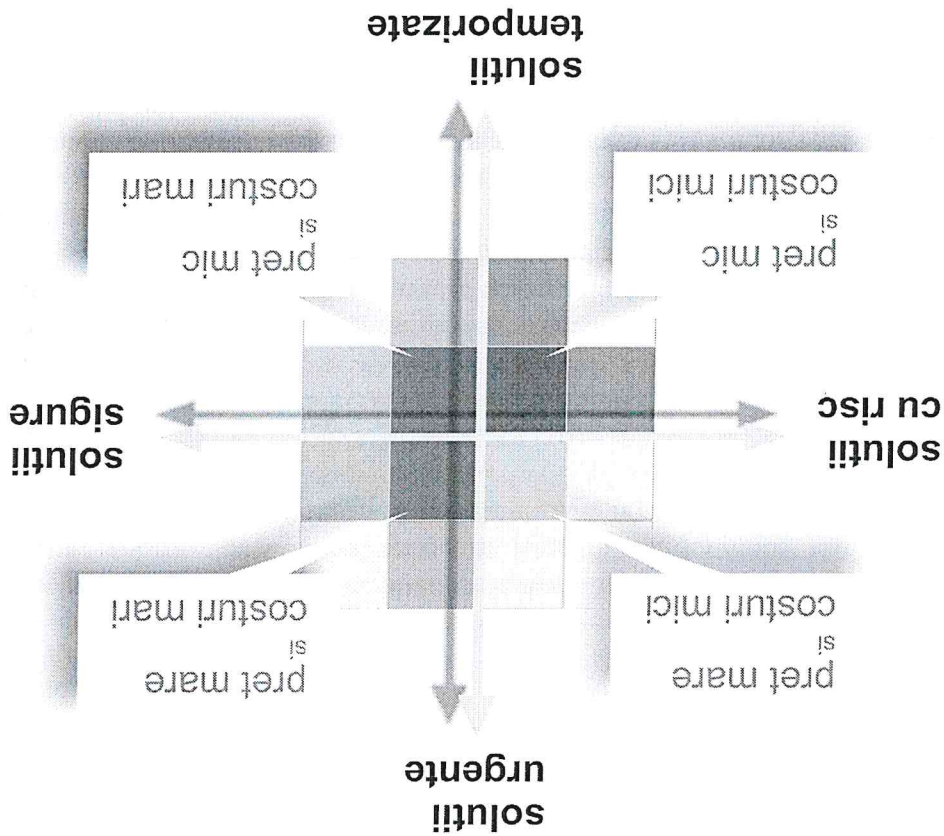 solutii
urgente
pret mare
si
costuri mici
pret mare
si
costuri mari
solutii
cu risc
solutii
sigure
pret mic
si
costuri mici
pret mic
si
costuri mari
solutii
temporizate